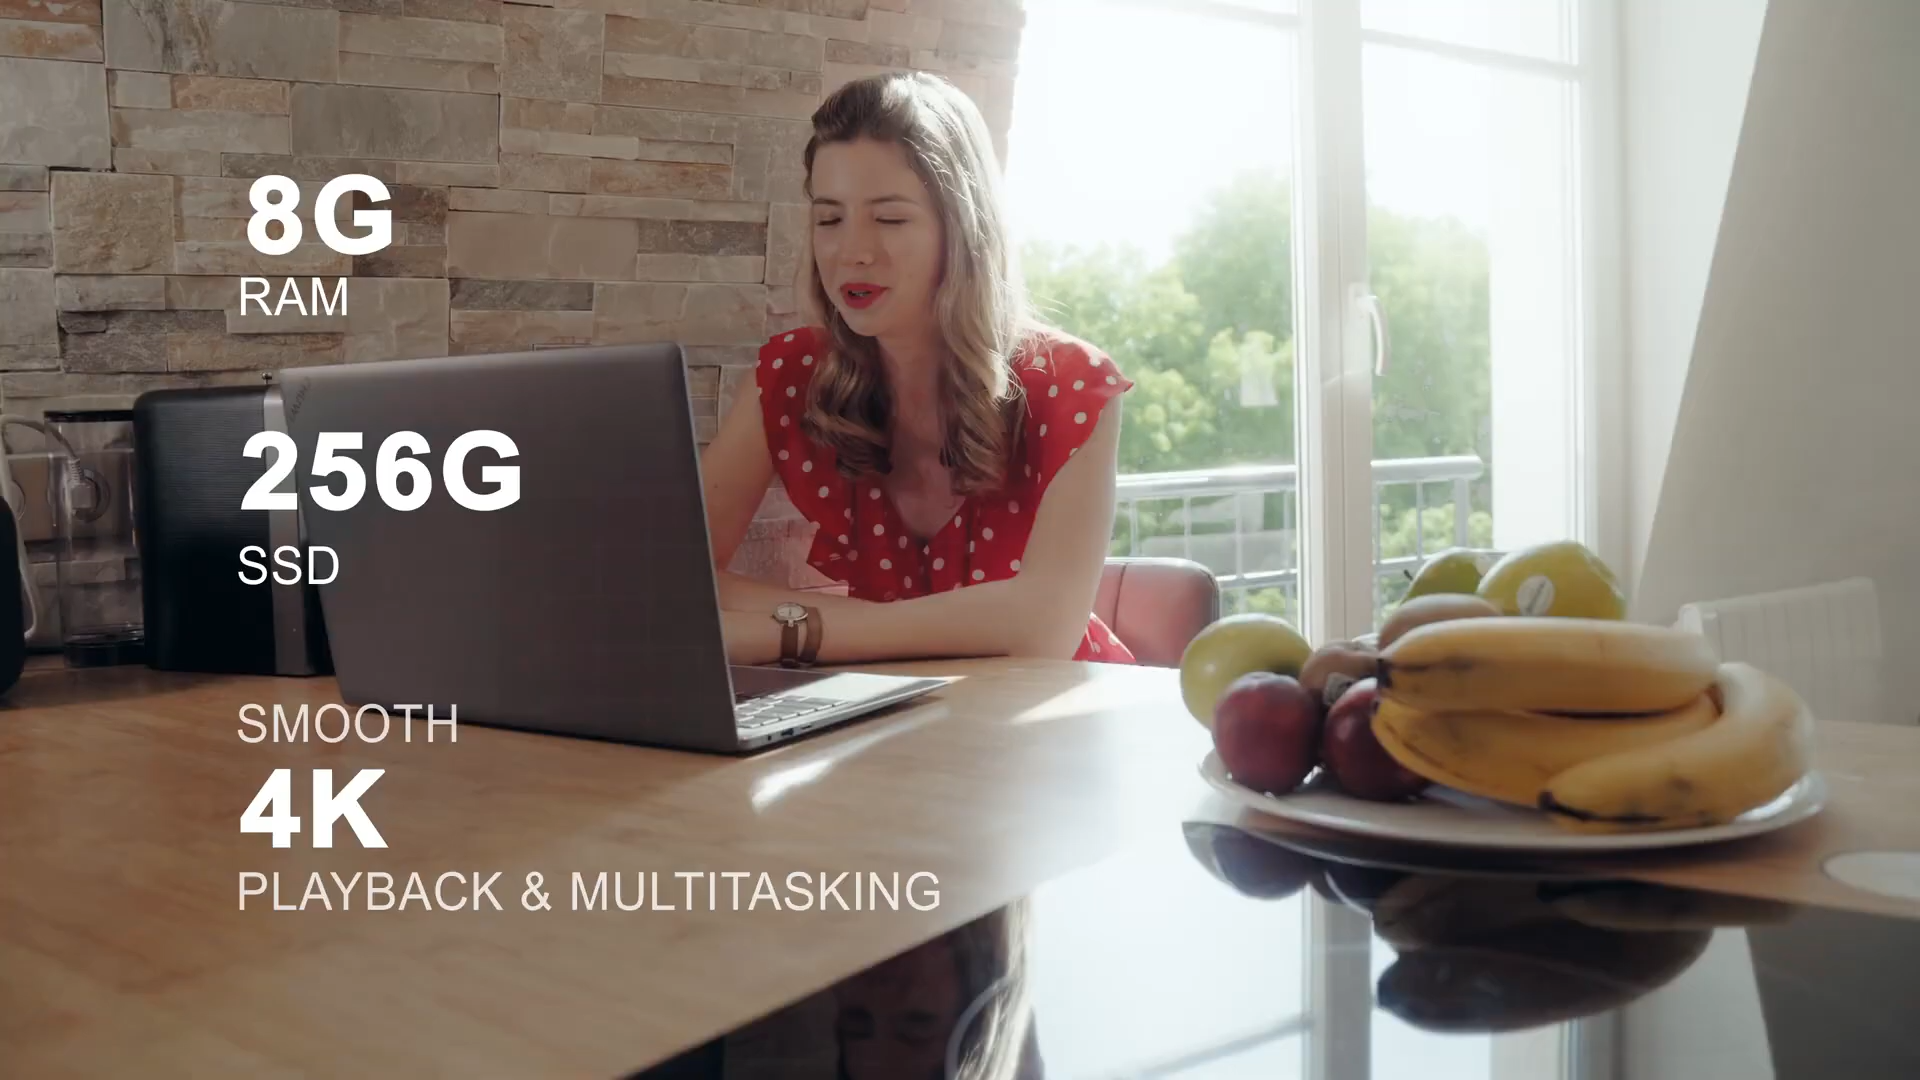 8G
RAM
256G
SSD
SMOOTH
4K
PLAYBACK & MULTITASKING